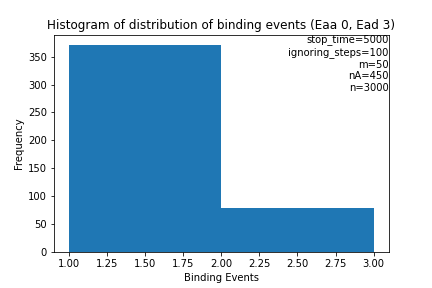 Histogram of distribution of binding events (Eaa 0, Ead 3)
stop_time=5000
ignoring_steps=100
m=50
nA=450
n=3000
350
300
250
200
150
100
50
0
Frequency
1.00 1.25 1.50 1.75 2.00 2.25 2.50 2.75 3.00
Binding Events